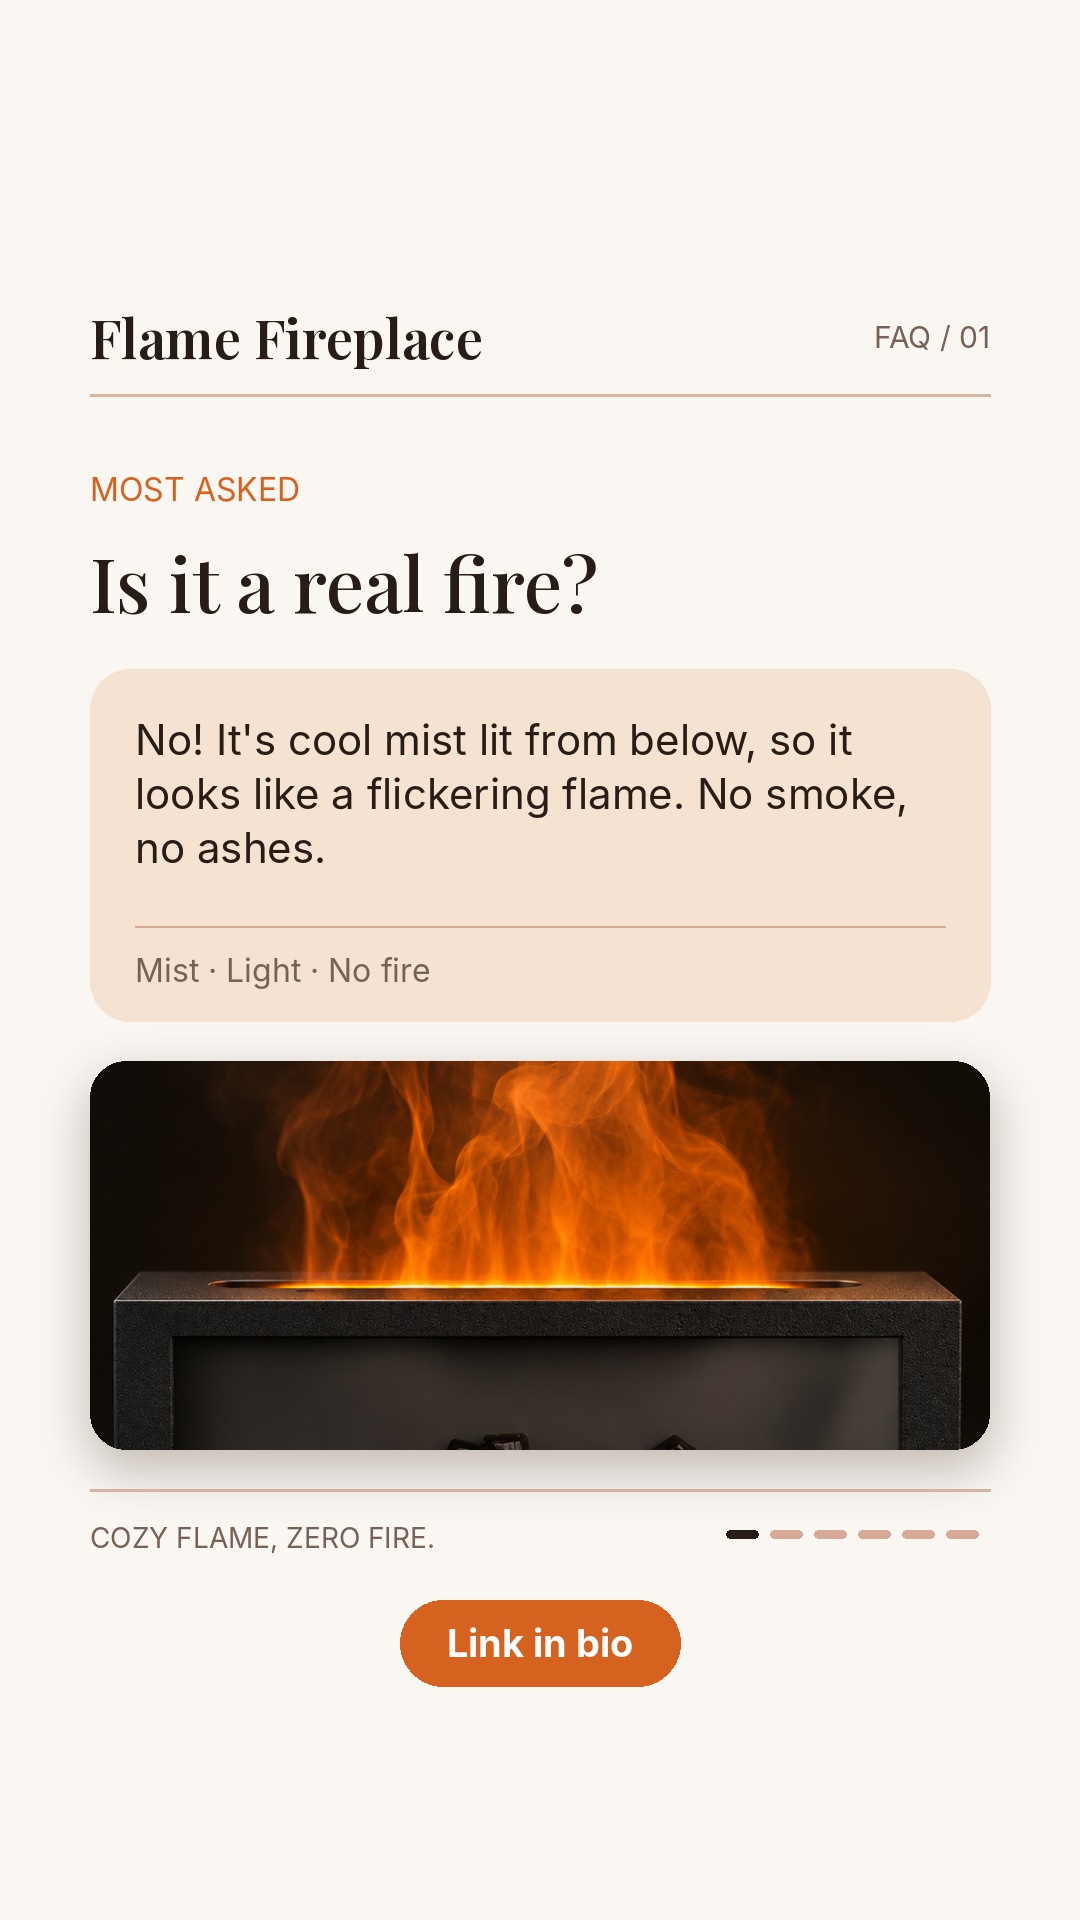 Flame Fireplace
FAQ / 01
MOST ASKED
Is it a real fire?
No! It's cool mist lit from below, so it
looks like a flickering flame. No smoke,
no ashes.
Mist · Light · No fire
COZY FLAME, ZERO FIRE.
Link in bio